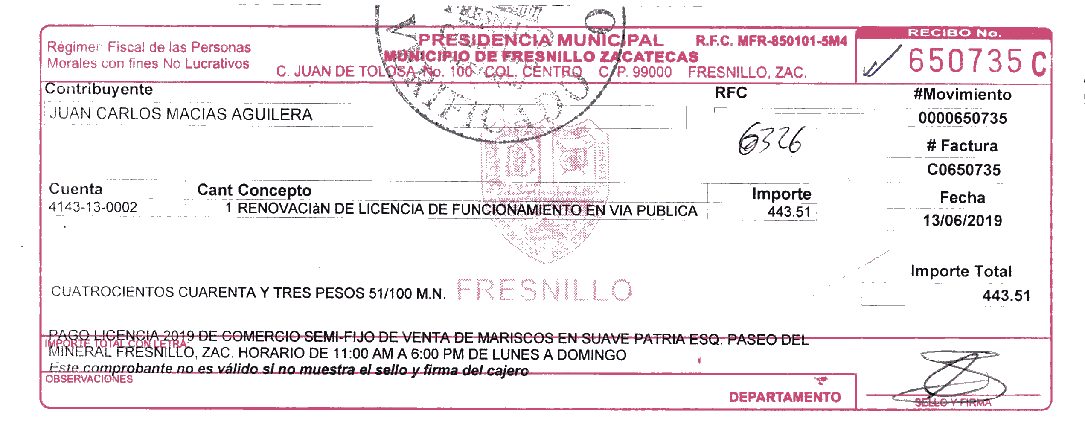 Régimen Fiscal de las Personas
Morales con fines No Lucrativos
PRESIDENCIA MUNICIPAL R.F.C. MFR-850101-5M4
MUNICIPIO DE FRESNILLO ZACATECAS
C. JUAN DE TOLOSA No. 100 COL. CENTRO C.P. 99000 FRESNILLO, ZAC.
RECIBO No.
650735 C
FRESNILLO
VERIFICADO
Contribuyente
JUAN CARLOS MACIAS AGUILERA
RFC
6326
#Movimiento
0000650735
# Factura
C0650735
Fecha
13/06/2019
Cuenta Cant Concepto Importe
4143-13-0002 1 RENOVACIàN DE LICENCIA DE FUNCIONAMIENTO EN VIA PUBLICA 443.51
Importe Total
443.51
CUATROCIENTOS CUARENTA Y TRES PESOS 51/100 M.N.
FRESNILLO
PAGO LICENCIA 2019 DE COMERCIO SEMI-FIJO DE VENTA DE MARISCOS EN SUAVE PATRIA ESQ. PASEO DEL
IMPORTE TOTAL CON LETRA:
MINERAL FRESNILLO, ZAC. HORARIO DE 11:00 AM A 6:00 PM DE LUNES A DOMINGO
Este comprobante no es válido si no muestra el sello y firma del cajero
OBSERVACIONES
DEPARTAMENTO
SELLO Y FIRMA